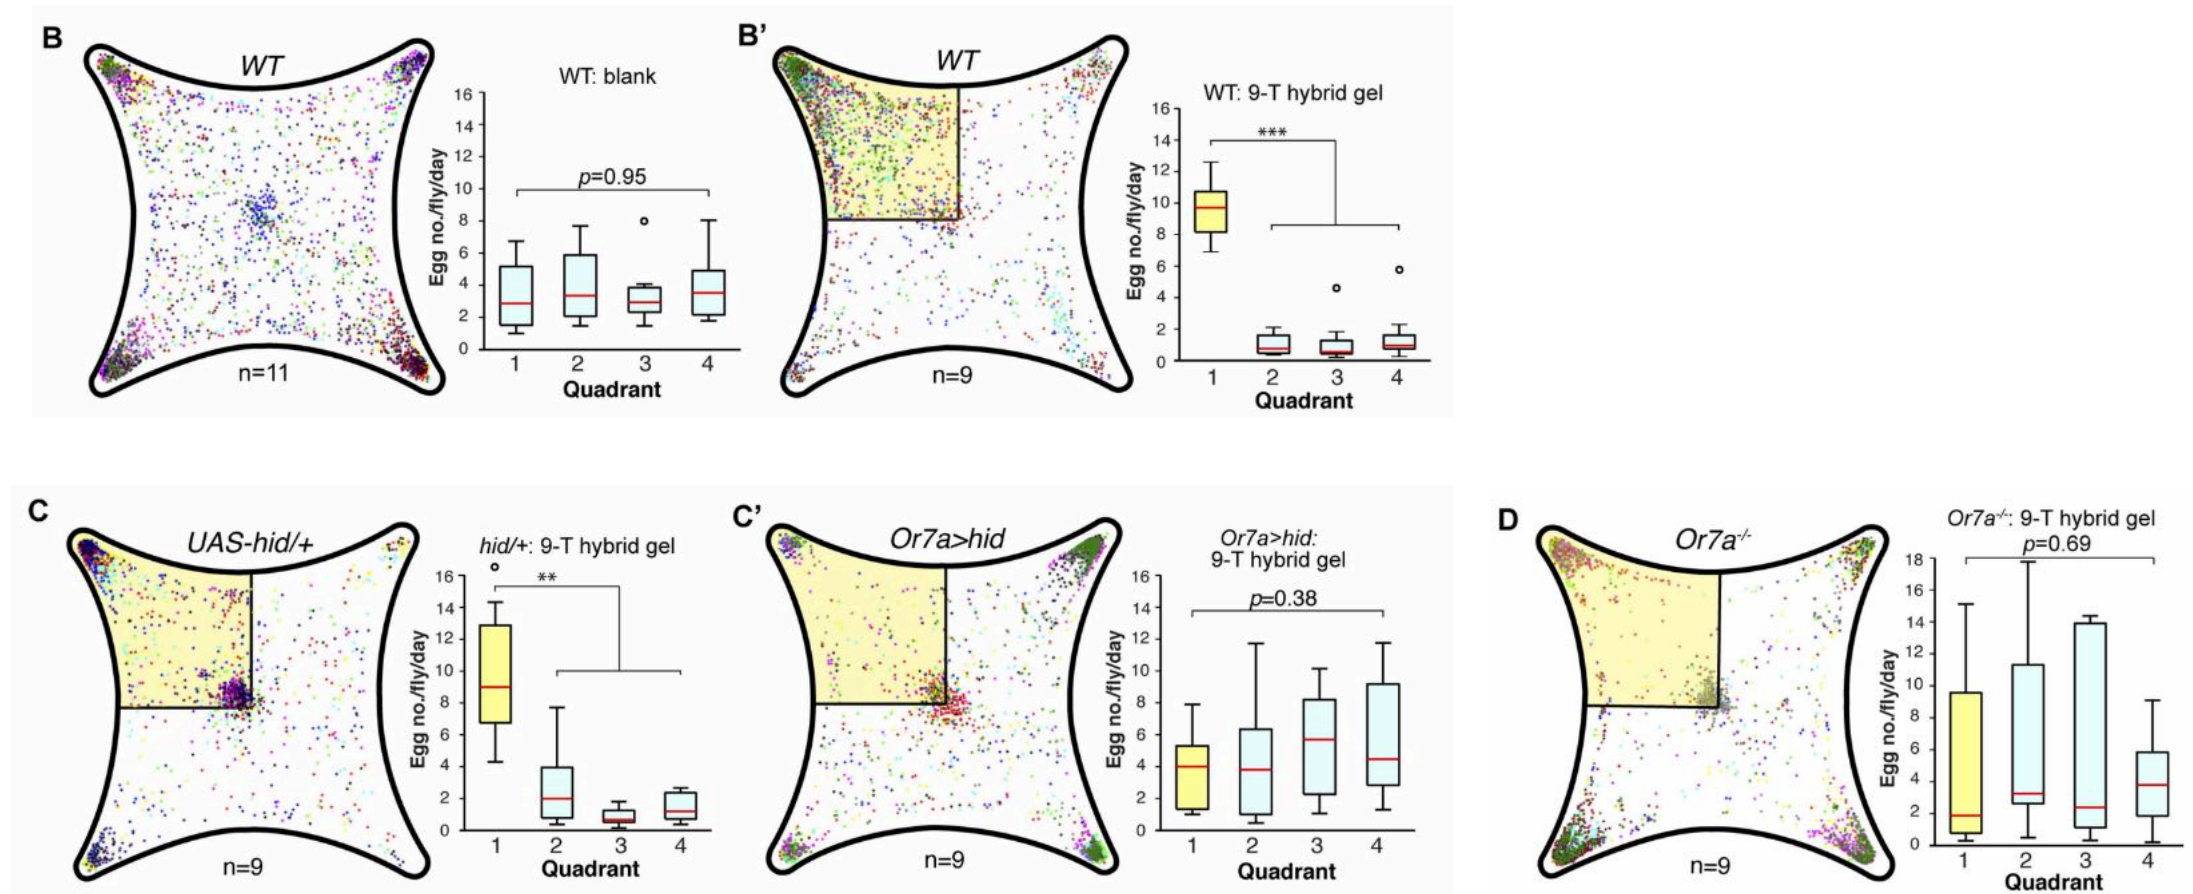 B
WT
n=11
WT: blank
p=0.95
Egg no./fly/day
16
14
12
10
8
6
4
2
0
1 2 3 4
Quadrant
B’
WT
n=9
WT: 9-T hybrid gel
***
Egg no./fly/day
16
14
12
10
8
6
4
2
0
1 2 3 4
Quadrant
C
UAS-hid/+
n=9
hid/+: 9-T hybrid gel
**
Egg no./fly/day
16
14
12
10
8
6
4
2
0
1 2 3 4
Quadrant
C’
Or7a>hid
n=9
Or7a>hid:
9-T hybrid gel
p=0.38
Egg no./fly/day
16
14
12
10
8
6
4
2
0
1 2 3 4
Quadrant
D
Or7a-/-
n=9
Or7a-/-: 9-T hybrid gel
p=0.69
Egg no./fly/day
18
16
14
12
10
8
6
4
2
0
1 2 3 4
Quadrant